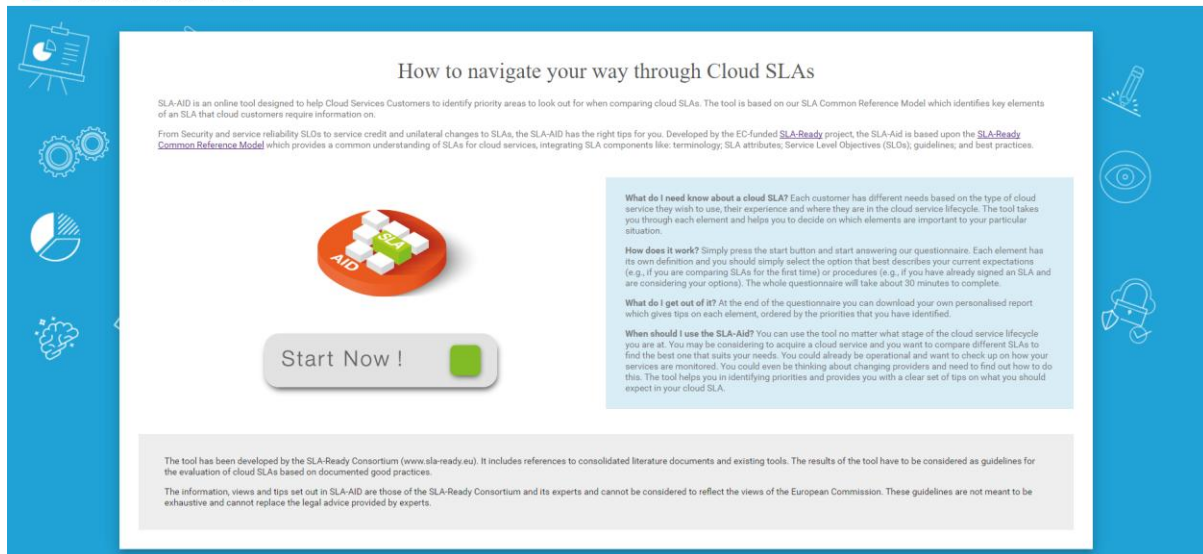 How to navigate your way through Cloud SLAs
SLA-AID is an online tool designed to help Cloud Services Customers to identify priority areas to look out for when comparing cloud SLAs. The tool is based on our SLA Common Reference Model which identifies key elements
of an SLA that cloud customers require information on.
From Security and service reliability SLOs to service credit and unilateral changes to SLAs, the SLA-AID has the right tips for you. Developed by the EC-funded SLA-Ready project, the SLA-Aid is based upon the SLA-Ready
Common Reference Model which provides a common understanding of SLAs for cloud services, integrating SLA components like: terminology; SLA attributes; Service Level Objectives (SLOs); guidelines; and best practices.
SLA
AID
Start Now !
What do I need know about a cloud SLA? Each customer has different needs based on the type of cloud
service they wish to use, their experience and where they are in the cloud service lifecycle. The tool takes
you through each element and helps you to decide on which elements are important to your particular
situation.
How does it work? Simply press the start button and start answering our questionnaire. Each element has
its own definition and you should simply select the option that best describes your current expectations
(e.g., if you are comparing SLAs for the first time) or procedures (e.g., if you have already signed an SLA and
are considering your options). The whole questionnaire will take about 30 minutes to complete.
What do I get out of it? At the end of the questionnaire you can download your own personalised report
which gives tips on each element, ordered by the priorities that you have identified.
When should I use the SLA-Aid? You can use the tool no matter what stage of the cloud service lifecycle
you are at. You may be considering to acquire a cloud service and you want to compare different SLAs to
find the best one that suits your needs. You could already be operational and want to check up on how your
services are monitored. You could even be thinking about changing providers and need to find out how to do
this. The tool helps you in identifying priorities and provides you with a clear set of tips on what you should
expect in your cloud SLA.
The tool has been developed by the SLA-Ready Consortium (www.sla-ready.eu). It includes references to consolidated literature documents and existing tools. The results of the tool have to be considered as guidelines for
the evaluation of cloud SLAs based on documented good practices.
The information, views and tips set out in SLA-AID are those of the SLA-Ready Consortium and its experts and cannot be considered to reflect the views of the European Commission. These guidelines are not meant to be
exhaustive and cannot replace the legal advice provided by experts.